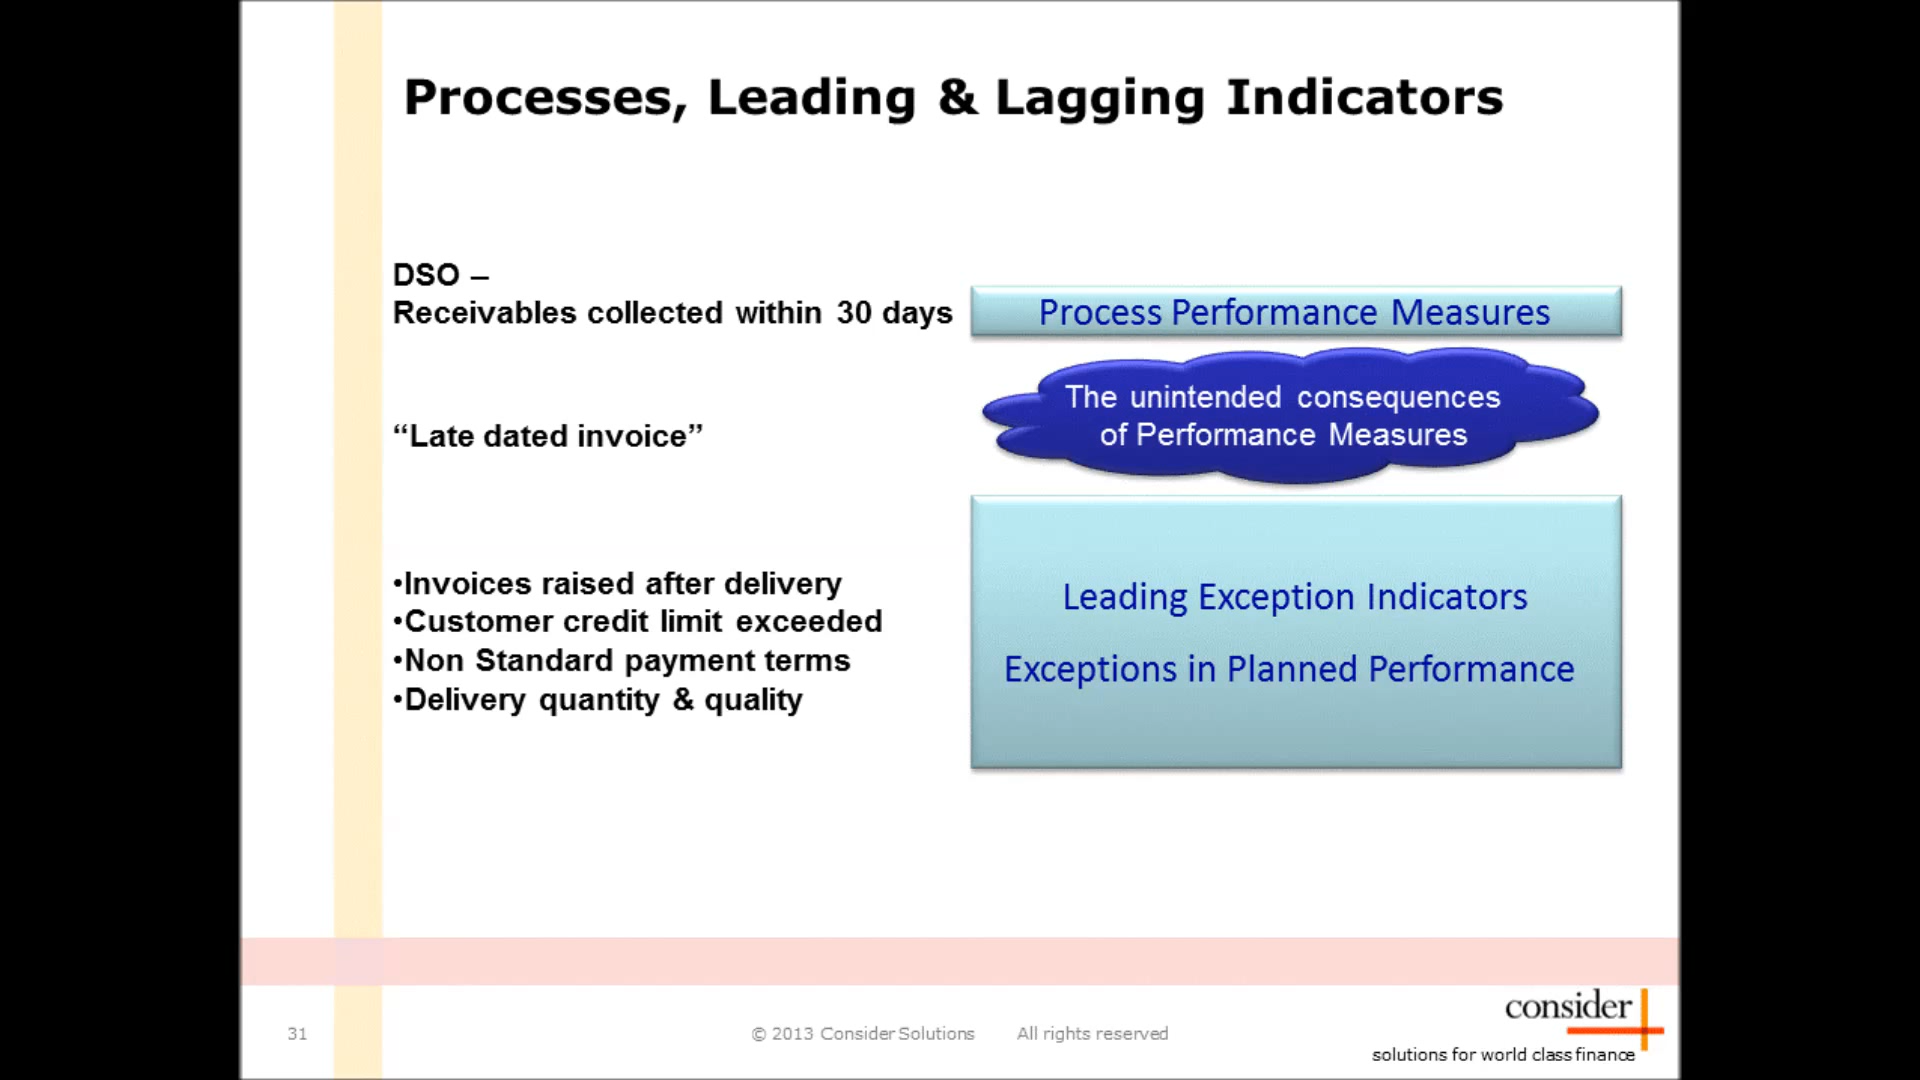 Processes, Leading & Lagging Indicators
DSO –
Receivables collected within 30 days
Process Performance Measures
“Late dated invoice”
The unintended consequences
of Performance Measures
•Invoices raised after delivery
•Customer credit limit exceeded
•Non Standard payment terms
•Delivery quantity & quality
Leading Exception Indicators
Exceptions in Planned Performance
31
© 2013 Consider Solutions All rights reserved
consider
solutions for world class finance